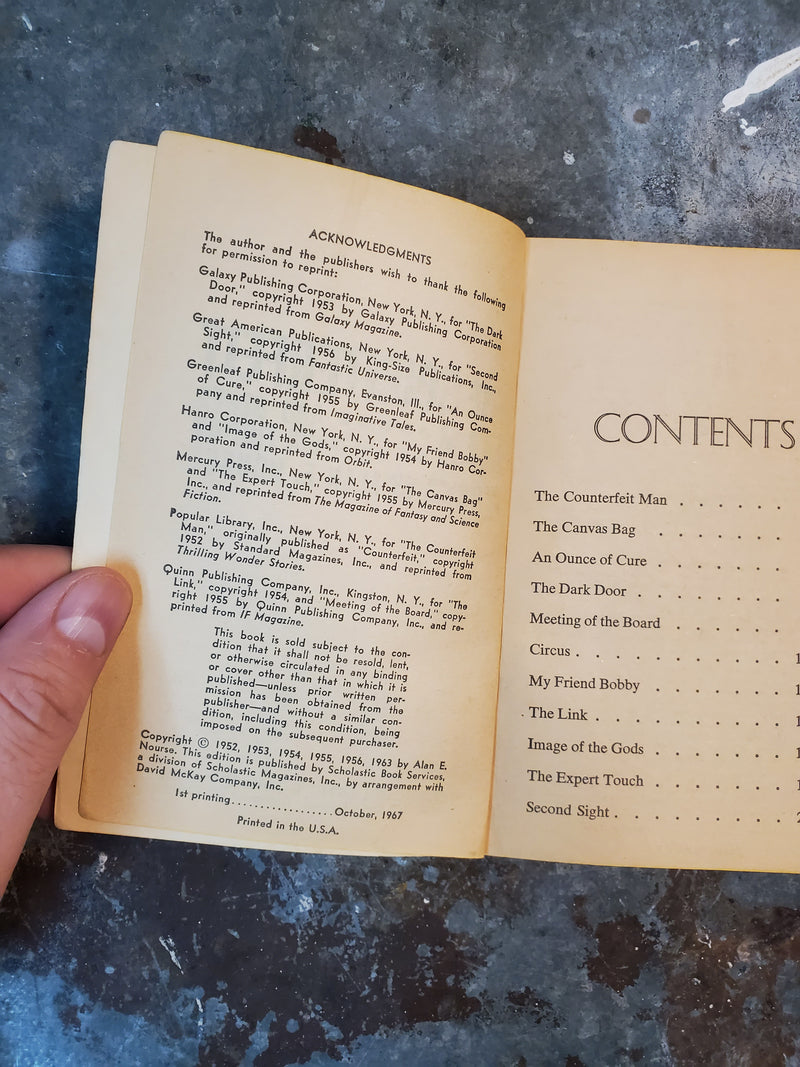 ACKNOWLEDGMENTS
The author and the publishers wish to thank the following
for permission to reprint:
Galaxy Publishing Corporation, New York, N. Y., for "The Dark
Door," copyright 1953 by Galaxy Publishing Corporation
and reprinted from Galaxy Magazine.
Great American Publications, New York, N. Y., for "Second
Sight," copyright 1956 by King-Size Publications, Inc.,
and reprinted from Fantastic Universe.
Greenleaf Publishing Company, Evanston, Ill., for "An Ounce
of Cure," copyright 1955 by Greenleaf Publishing Com-
pany and reprinted from Imaginative Tales.
Hanro Corporation, New York, N. Y., for "My Friend Bobby"
and "Image of the Gods," copyright 1954 by Hanro Cor-
poration and reprinted from Orbit.
Mercury Press, Inc., New York, N. Y., for "The Canvas Bag"
and "The Expert Touch," copyright 1955 by Mercury Press,
Inc., and reprinted from The Magazine of Fantasy and Science
Fiction.
Popular Library, Inc., New York, N. Y., for "The Counterfeit
Man," originally published as "Counterfeit," copyright
1952 by Standard Magazines, Inc., and reprinted from
Thrilling Wonder Stories.
Quinn Publishing Company, Inc., Kingston, N. Y., for "The
Link," copyright 1954, and "Meeting of the Board," copy-
right 1955 by Quinn Publishing Company, Inc., and re-
printed from IF Magazine.
This book is sold subject to the con-
dition that it shall not be resold, lent,
or otherwise circulated in any binding
or cover other than that in which it is
published—unless prior written per-
mission has been obtained from the
publisher—and without a similar con-
dition, including this condition, being
imposed on the subsequent purchaser.
Copyright © 1952, 1953, 1954, 1955, 1956, 1963 by Alan E.
Nourse. This edition is published by Scholastic Book Services,
a division of Scholastic Magazines, Inc., by arrangement with
David McKay Company, Inc.
1st printing..................October, 1967
Printed in the U.S.A.
CONTENTS
The Counterfeit Man . . . . . .
The Canvas Bag . . . . . . .
An Ounce of Cure . . . . . . .
The Dark Door . . . . . . . .
Meeting of the Board . . . . . .
Circus . . . . . . . . . . . 1
My Friend Bobby . . . . . . . 1
The Link . . . . . . . . . . 1
Image of the Gods . . . . . . . 1
The Expert Touch . . . . . . . 1
Second Sight . . . . . . . . . 2